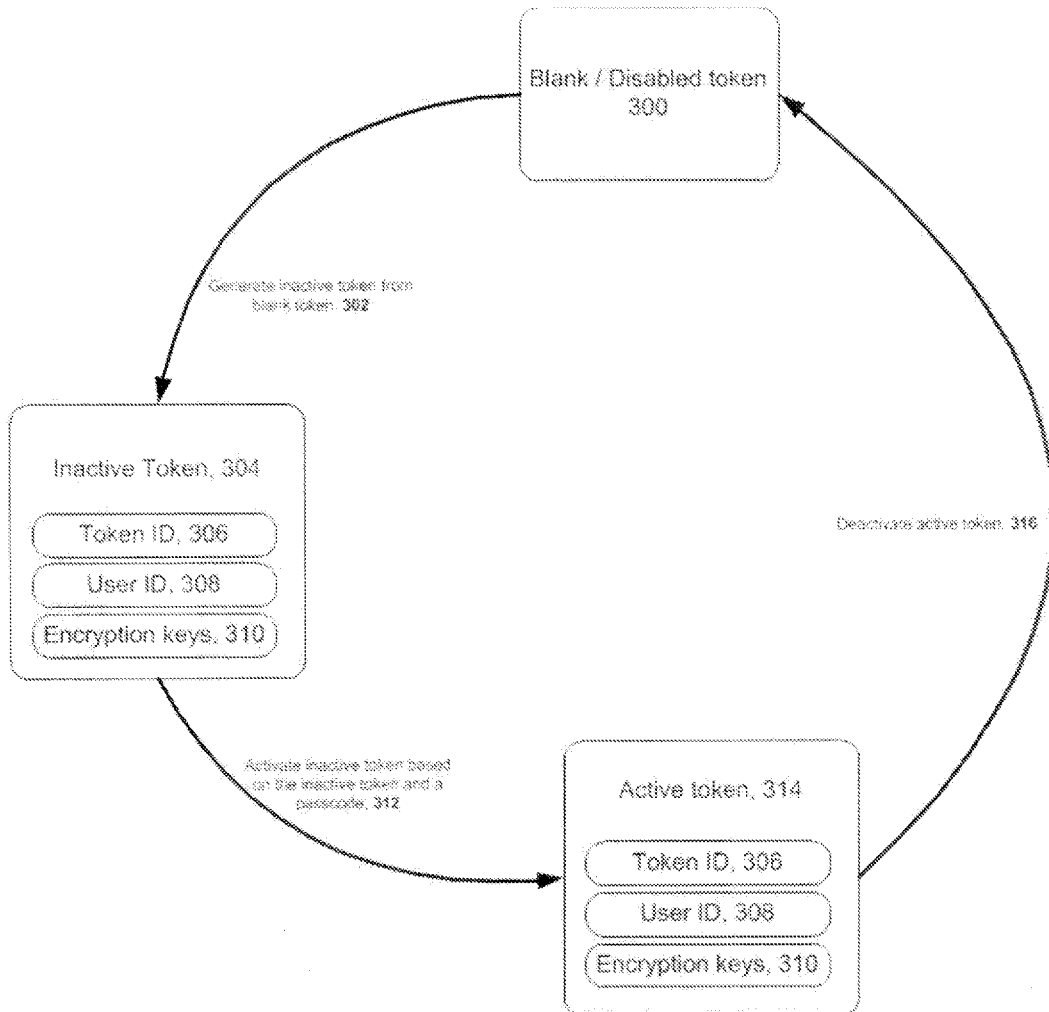 Blank / Disabled token
300
Generate inactive token from
blank token. 302
Inactive Token, 304
Token ID, 306
User ID, 308
Encryption keys, 310
Deactivate active token. 316
Activate inactive token based
on the inactive token and a
passcode, 312
Active token, 314
Token ID, 306
User ID, 308
Encryption keys, 310